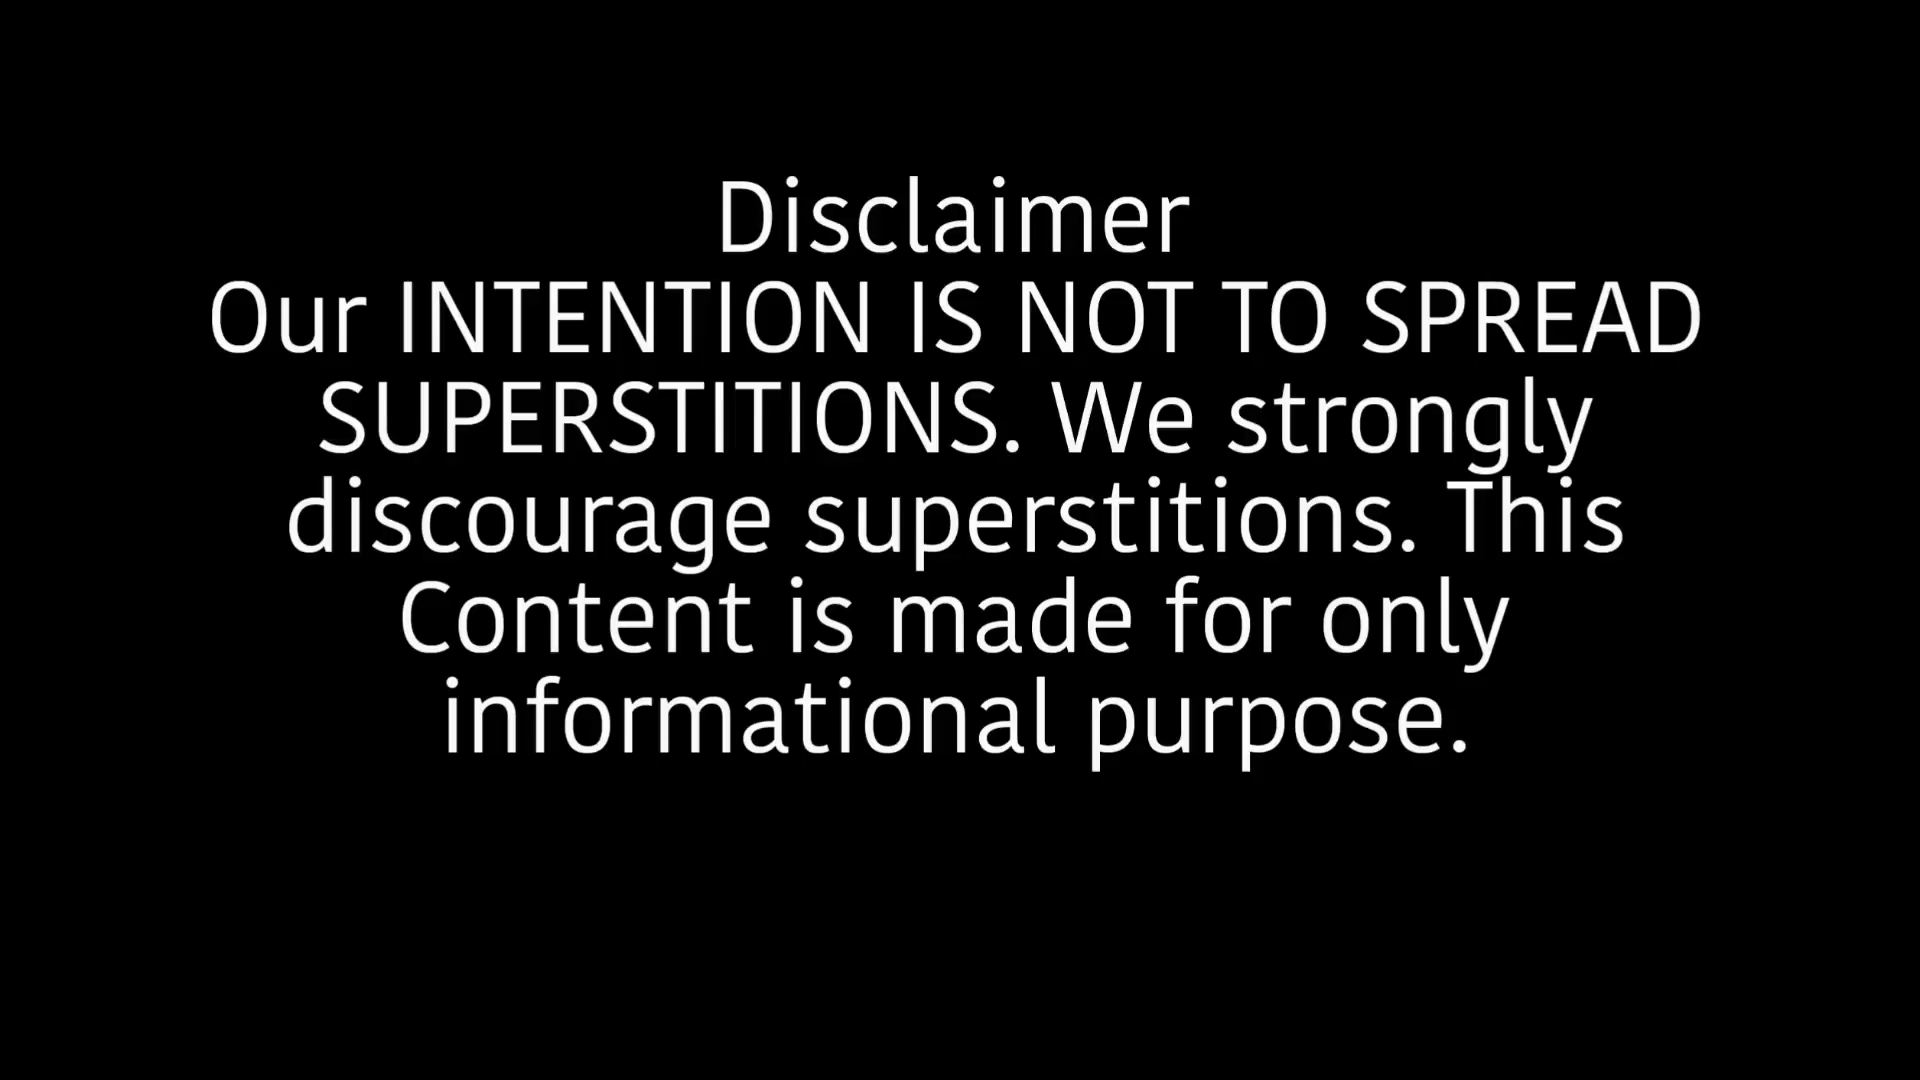 Disclaimer
Our INTENTION IS NOT TO SPREAD
SUPERSTITIONS. We strongly
discourage superstitions. This
Content is made for only
informational purpose.